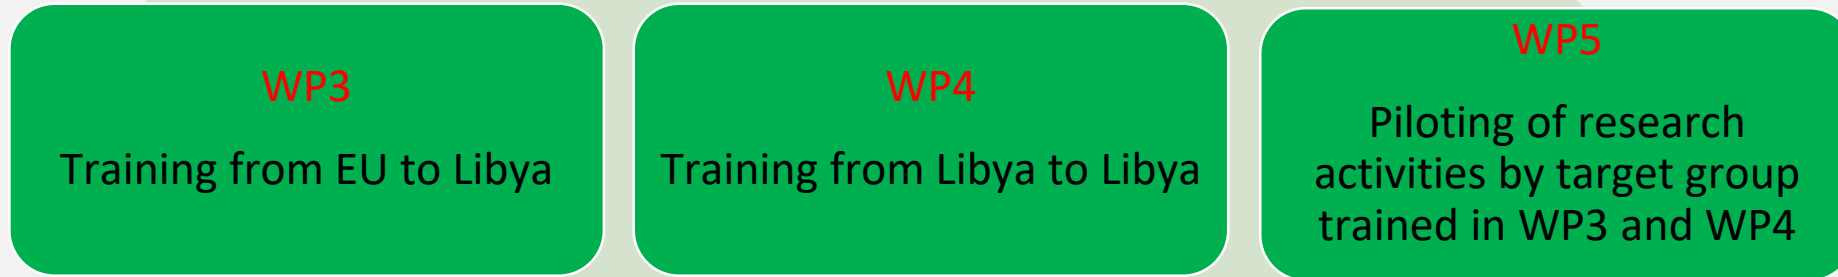 WP3
Training from EU to Libya
WP4
Training from Libya to Libya
WP5
Piloting of research
activities by target group
trained in WP3 and WP4